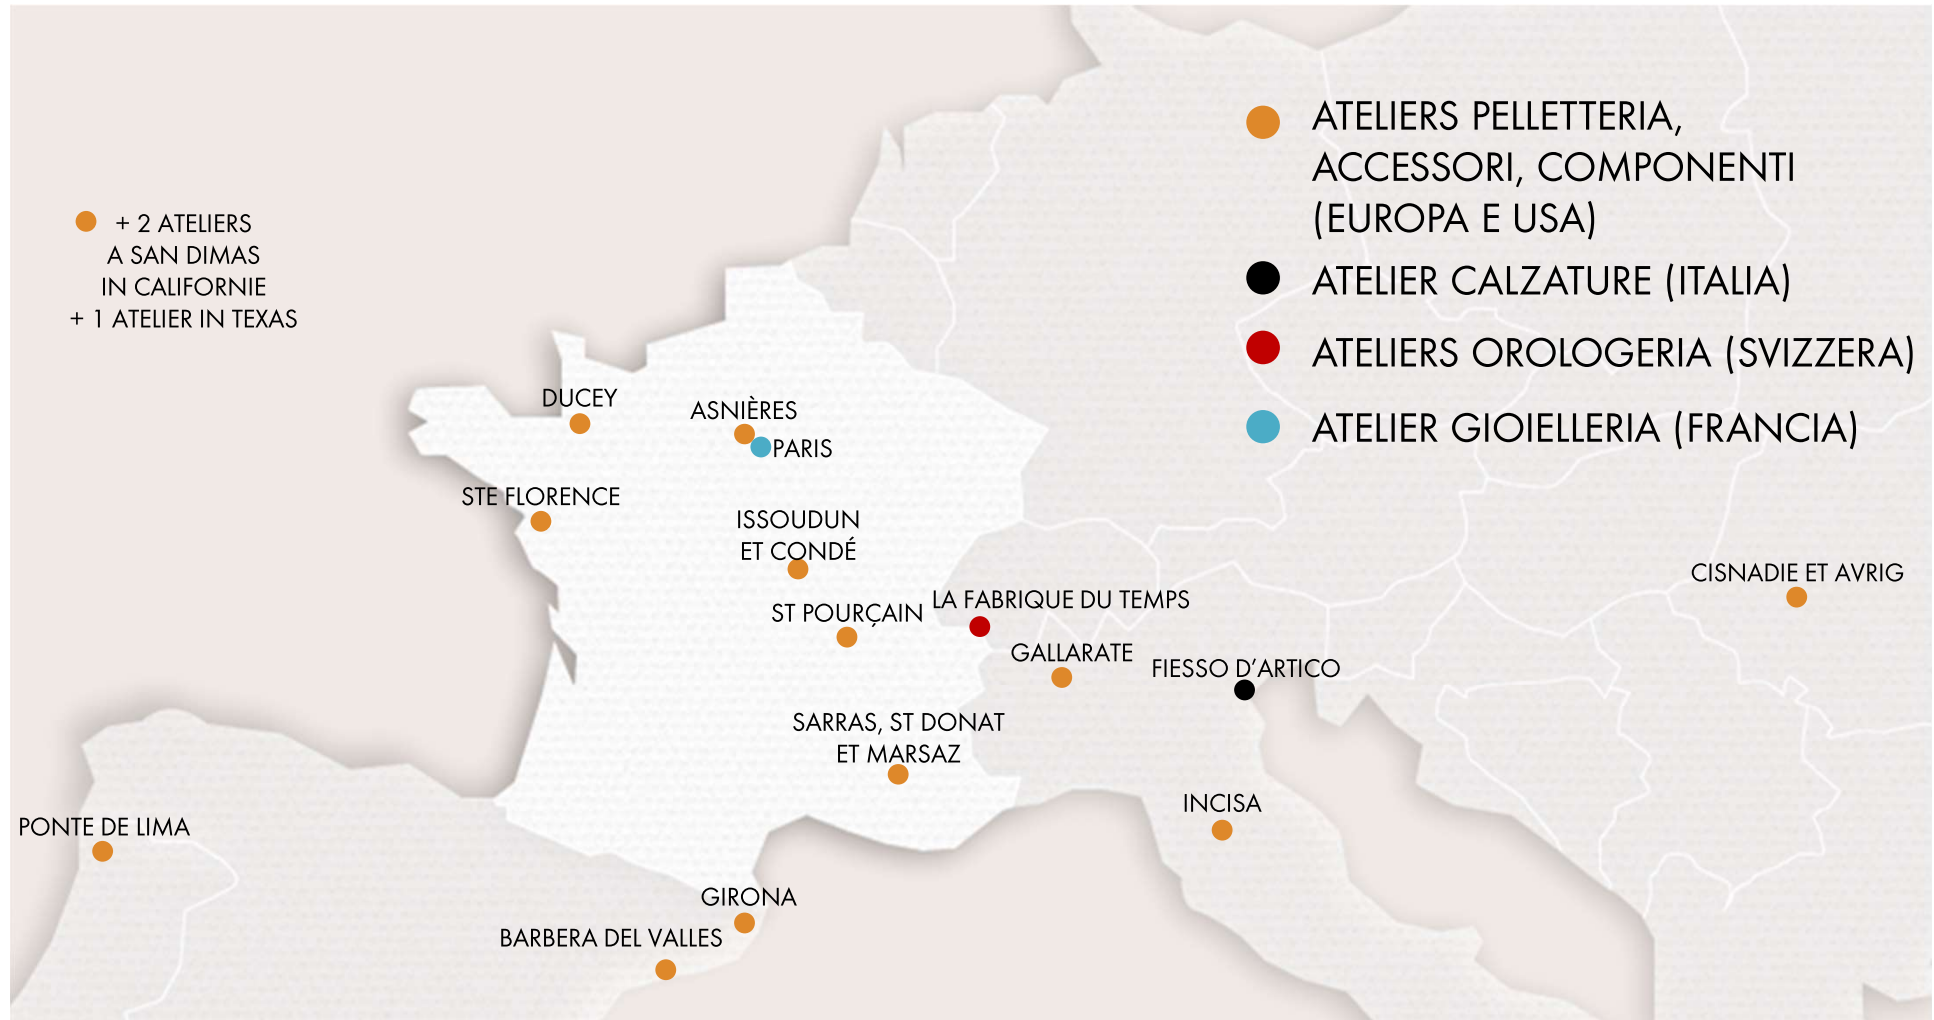 ATELIERS PELLETTERIA,
ACCESSORI, COMPONENTI
(EUROPA E USA)
ATELIER CALZATURE (ITALIA)
ATELIERS OROLOGERIA (SVIZZERA)
ATELIER GIOIELLERIA (FRANCIA)
+ 2 ATELIERS
A SAN DIMAS
IN CALIFORNIE
+ 1 ATELIER IN TEXAS
DUCEY
ASNIÈRES
PARIS
STE FLORENCE
ISSOUDUN
ET CONDÉ
CISNADIE ET AVRIG
LA FABRIQUE DU TEMPS
ST POURÇAIN
GALLARATE
FIESSO D’ARTICO
SARRAS, ST DONAT
ET MARSAZ
INCISA
PONTE DE LIMA
GIRONA
BARBERA DEL VALLES